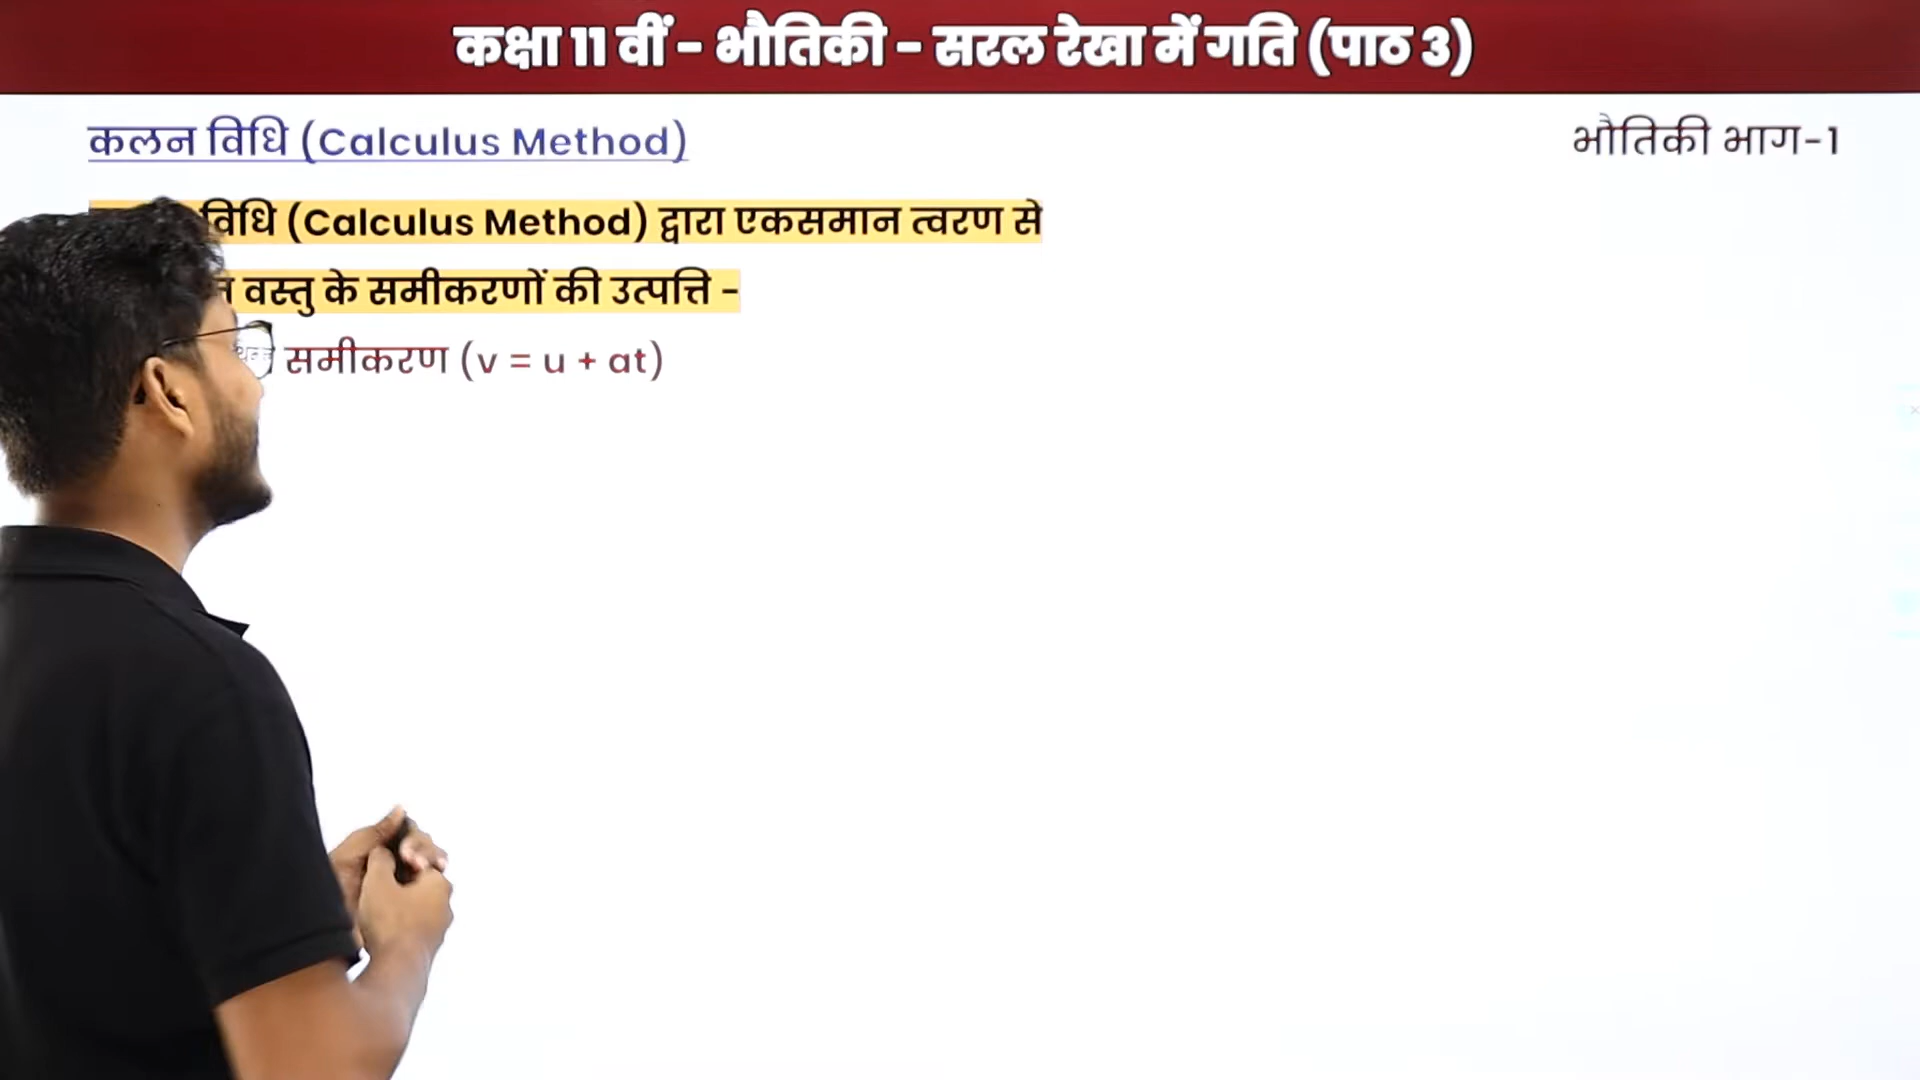 कक्षा 11 वीं - भौतिकी - सरल रेखा में गति (पाठ 3)
कलन विधि (Calculus Method)
भौतिकी भाग-1
विधि (Calculus Method) द्वारा एकसमान त्वरण से
वस्तु के समीकरणों की उत्पत्ति -
समीकरण (v = u + at)